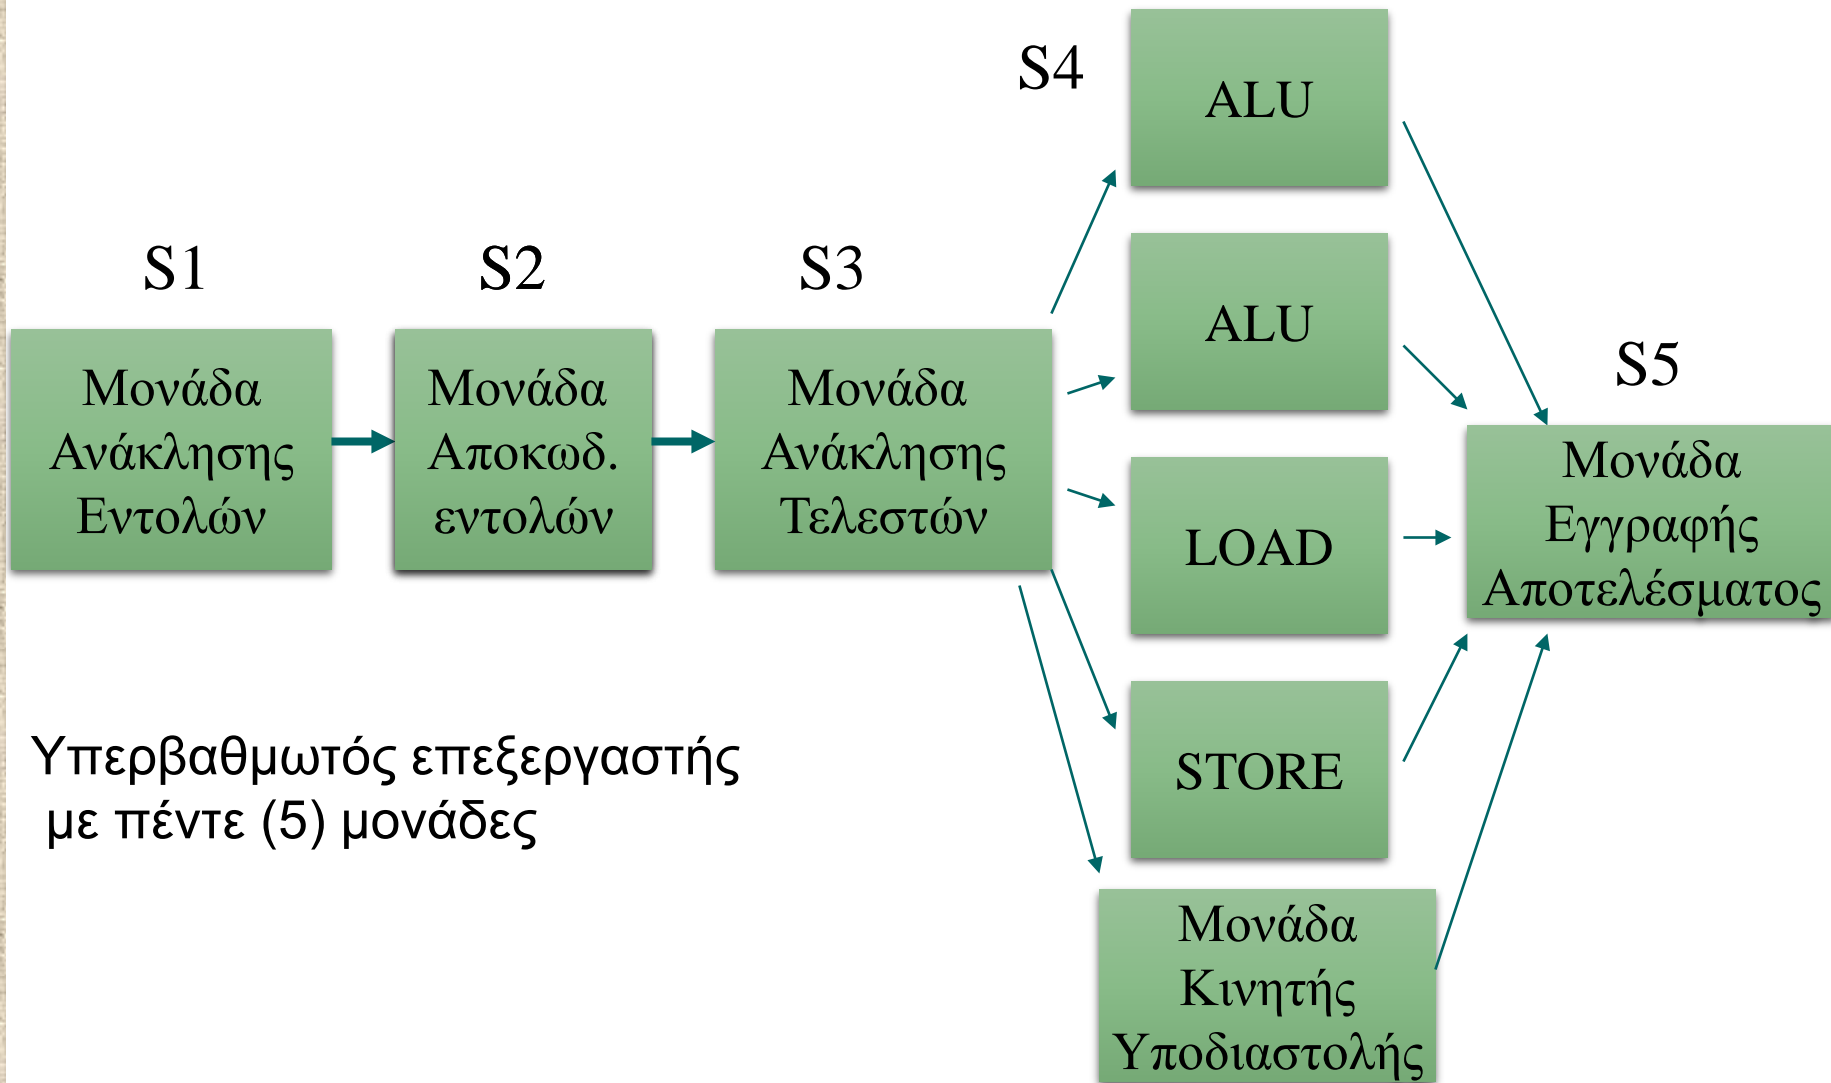 S1
Μονάδα
Ανάκλησης
Εντολών
S2
Μονάδα
Αποκωδ.
εντολών
S3
Μονάδα
Ανάκλησης
Τελεστών
S4
ALU
ALU
LOAD
STORE
Μονάδα
Κινητής
Υποδιαστολής
S5
Μονάδα
Εγγραφής
Αποτελέσματος
Υπερβαθμωτός επεξεργαστής
με πέντε (5) μονάδες